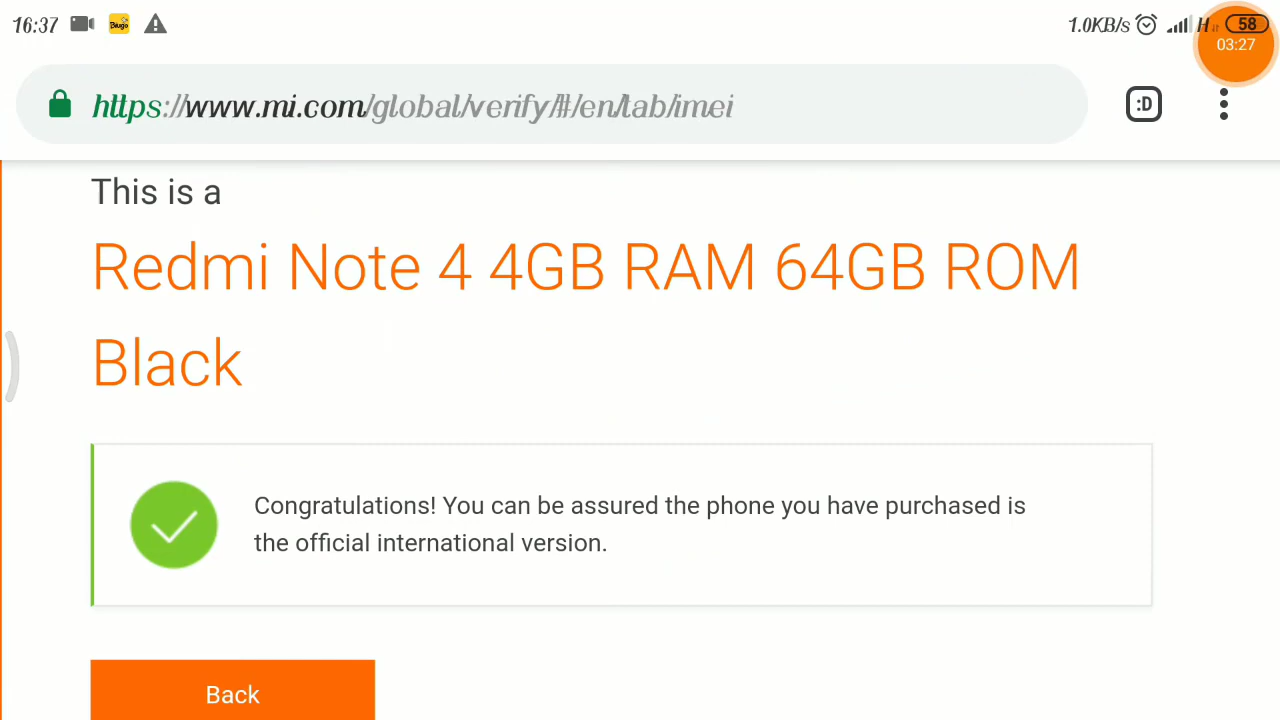 16:37 Biugo 1.0KB/s H 58
03:27
https://www.mi.com/global/verify/#/en/tab/imei :D
This is a
Redmi Note 4 4GB RAM 64GB ROM
Black
Congratulations! You can be assured the phone you have purchased is
the official international version.
Back